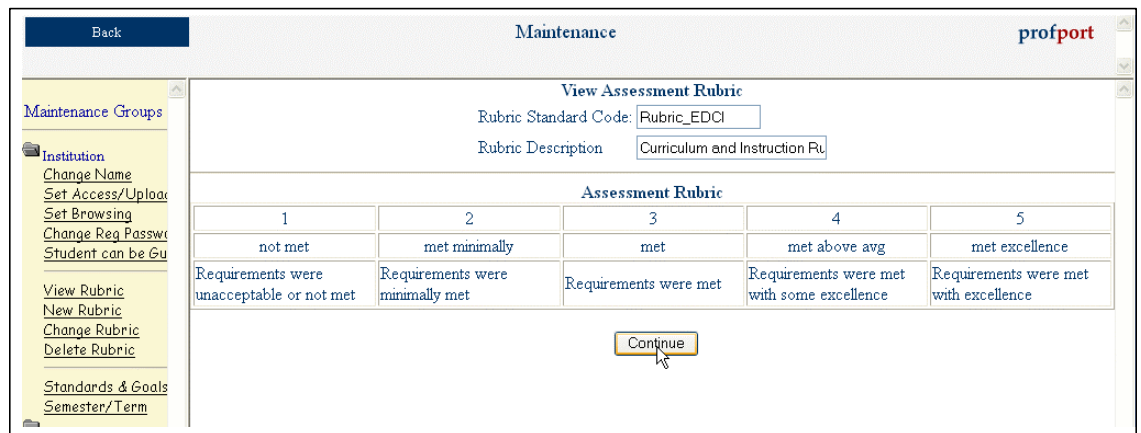 Back
Maintenance
profport
Maintenance Groups
Institution
Change Name
Set Access/Upload
Set Browsing
Change Reg Passwo
Student can be Gu
View Rubric
New Rubric
Change Rubric
Delete Rubric
Standards & Goals
Semester/Term
View Assessment Rubric
Rubric Standard Code: Rubric_EDCI
Rubric Description Curriculum and Instruction Ru
Assessment Rubric
1 2 3 4 5
not met met minimally met met above avg met excellence
Requirements were Requirements were Requirements were met Requirements were met Requirements were met
unacceptable or not met minimally met with some excellence with excellence
Continue